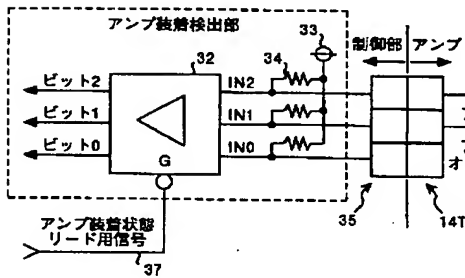 アンプ装着検出部
33
制御部 アンプ
32
34
ビット2
IN2
ビット1
IN1
ビット0
IN0
G
オ
アンプ装着状態
リード用信号
35
14T
37